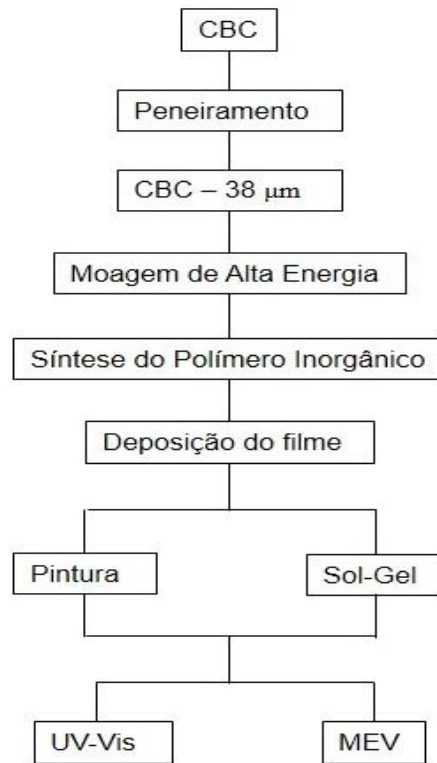 CBC
Peneiramento
CBC – 38 μm
Moagem de Alta Energia
Síntese do Polímero Inorgânico
Deposição do filme
Pintura
Sol-Gel
UV-Vis
MEV